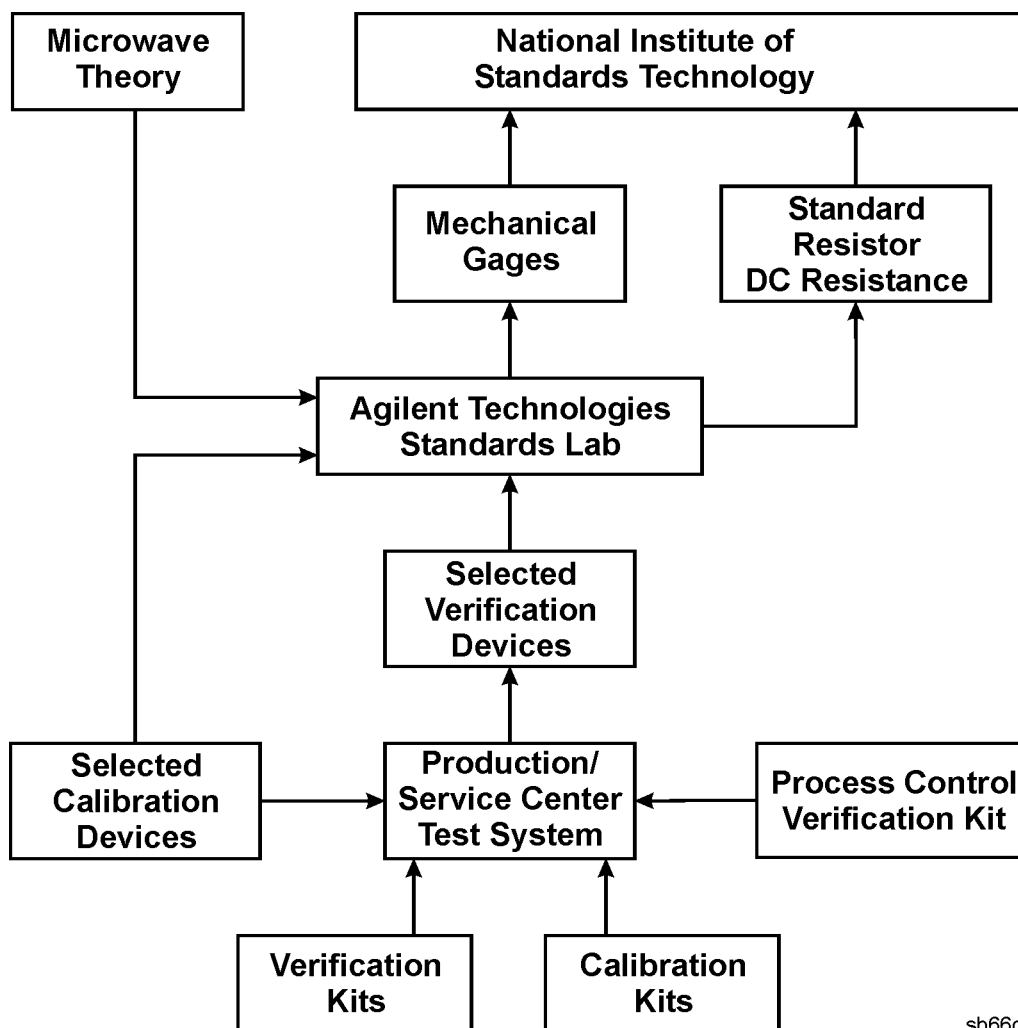 Microwave
Theory
National Institute of
Standards Technology
Mechanical
Gages
Standard
Resistor
DC Resistance
Agilent Technologies
Standards Lab
Selected
Verification
Devices
Selected
Calibration
Devices
Production/
Service Center
Test System
Process Control
Verification Kit
Verification
Kits
Calibration
Kits